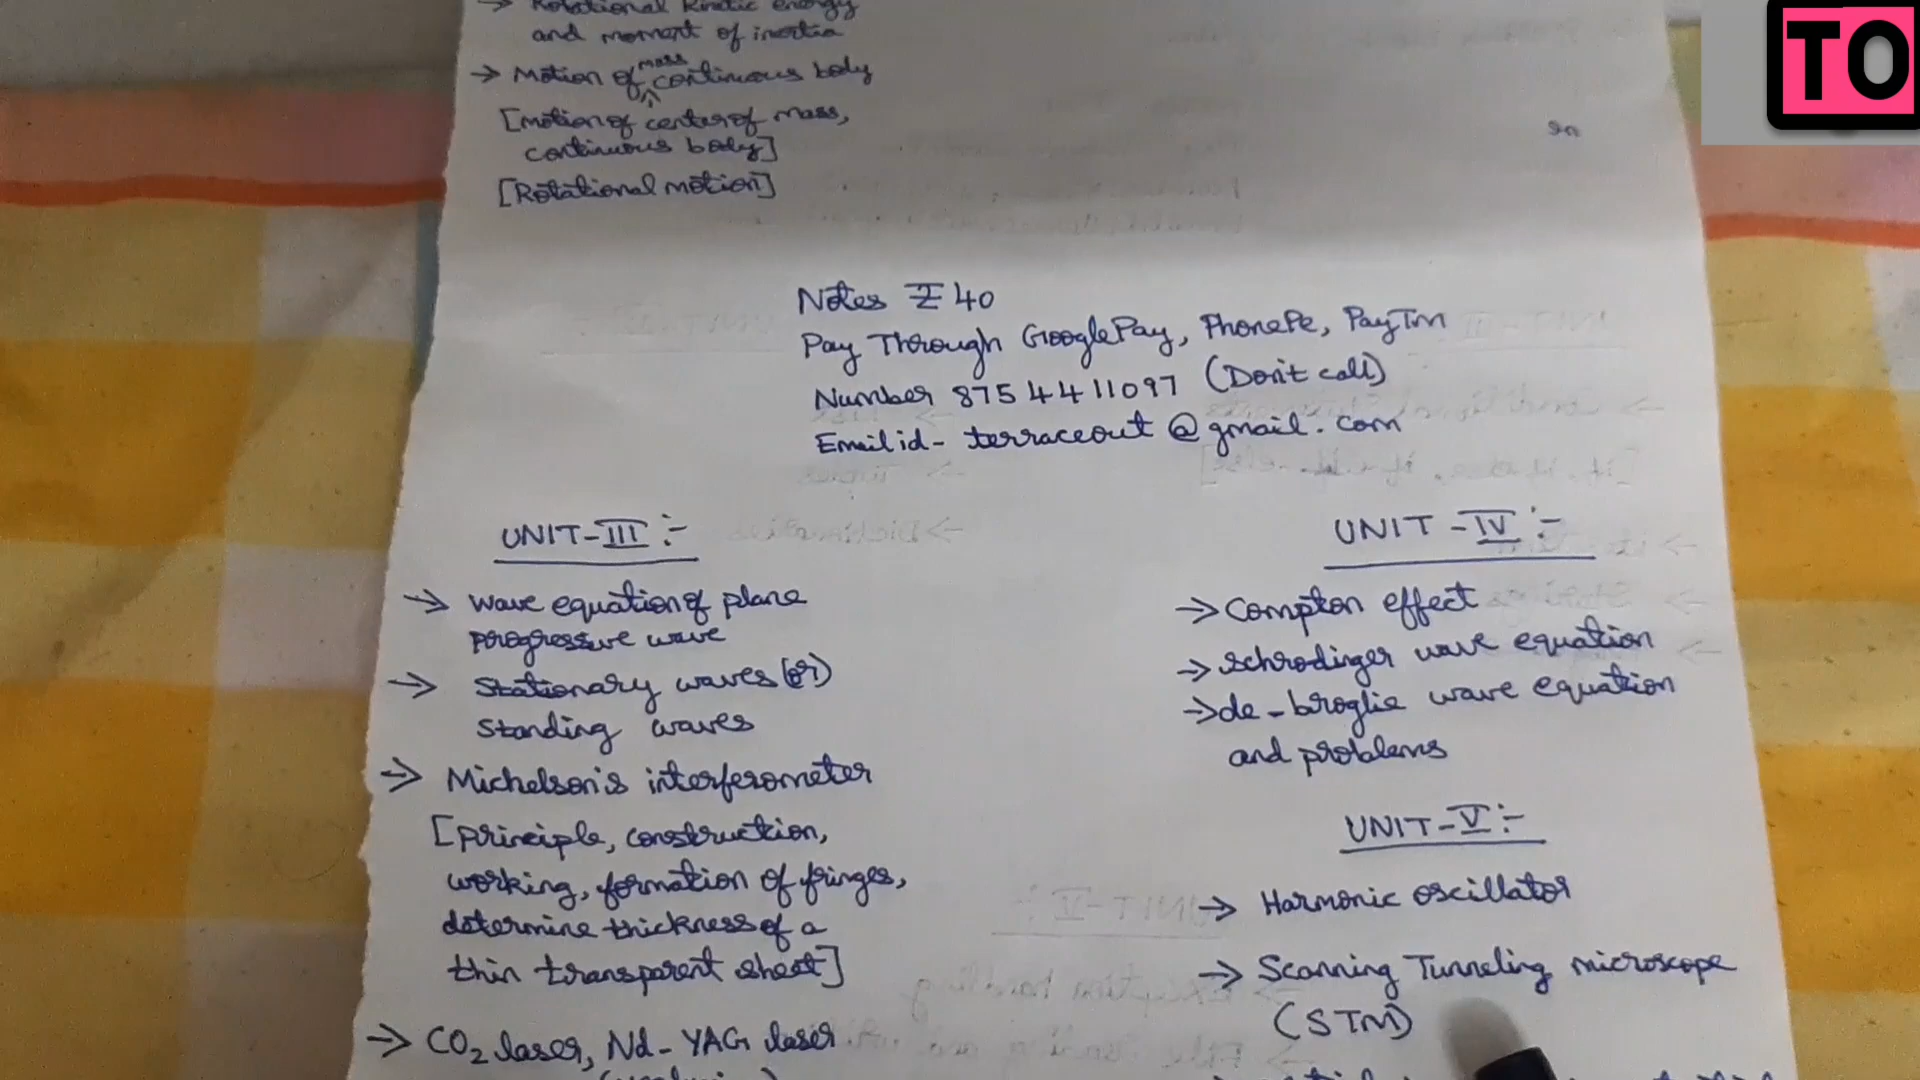 TO
→ Rotational kinetic energy
and moment of inertia
→ Motion of mass continuous body
[Motion of center of mass,
continuous body]
[Rotational motion]
Notes ₹ 40
Pay Through GooglePay, PhonePe, PayTm
Number 8754411097 (Don't call)
Email id - terraceout@gmail.com
UNIT-III :-
→ wave equation of plane
progressive wave
→ Stationary waves (or)
Standing waves
→ Michelson's interferometer
[principle, construction,
working, formation of fringes,
determine thickness of a
thin transparent sheet]
→ CO2 laser, Nd-YAG laser
UNIT-IV :-
→ Compton effect
→ schrodinger wave equation
→ de-broglie wave equation
and problems
UNIT-V :-
→ Harmonic oscillator
→ Scanning Tunneling microscope
(STM)